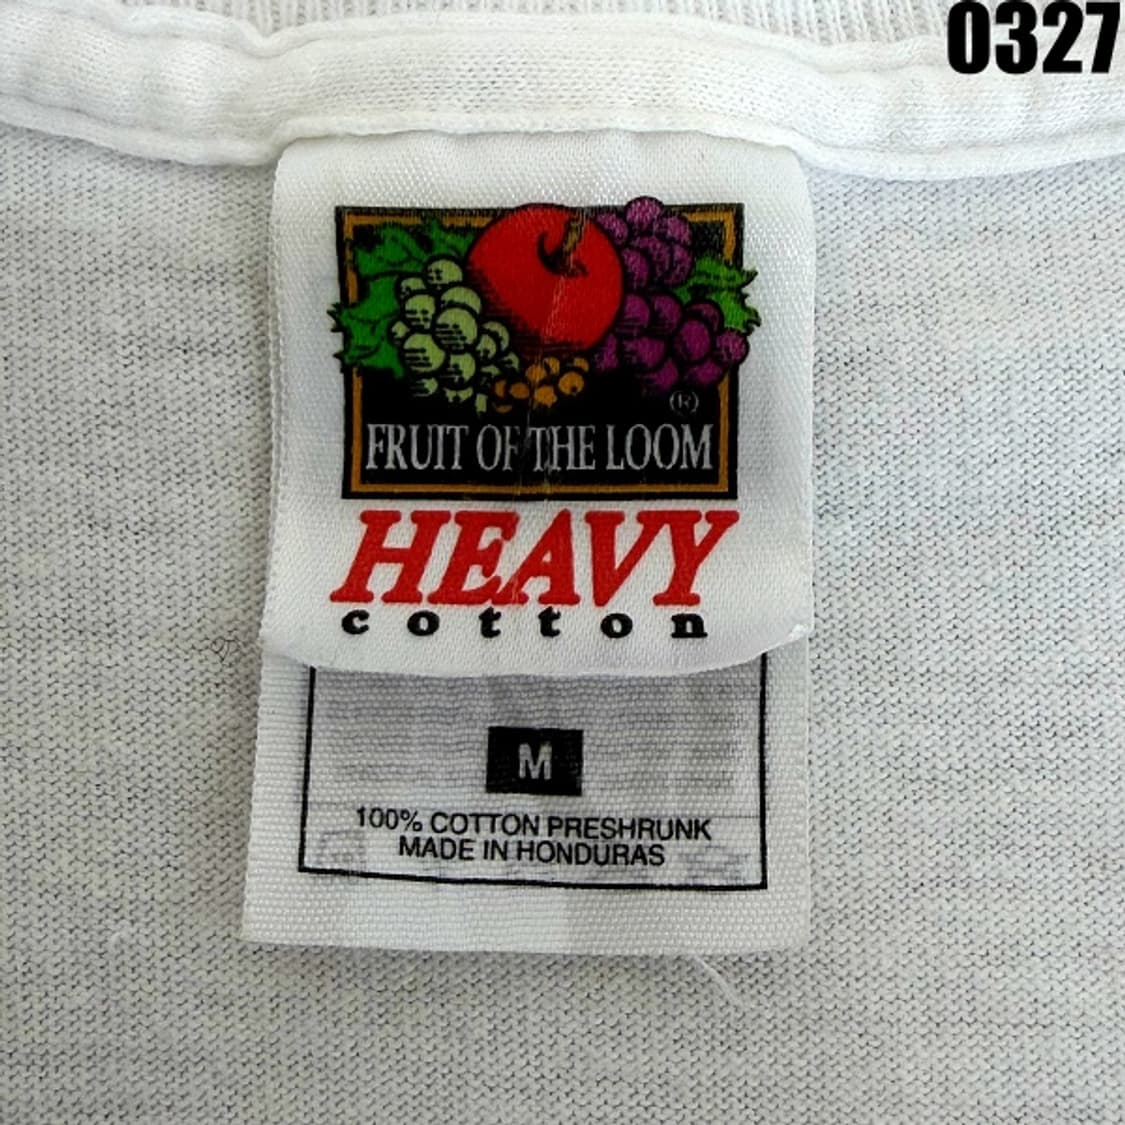 0327
®
FRUIT OF THE LOOM
HEAVY
cotton
M
100% COTTON PRESHRUNK
MADE IN HONDURAS